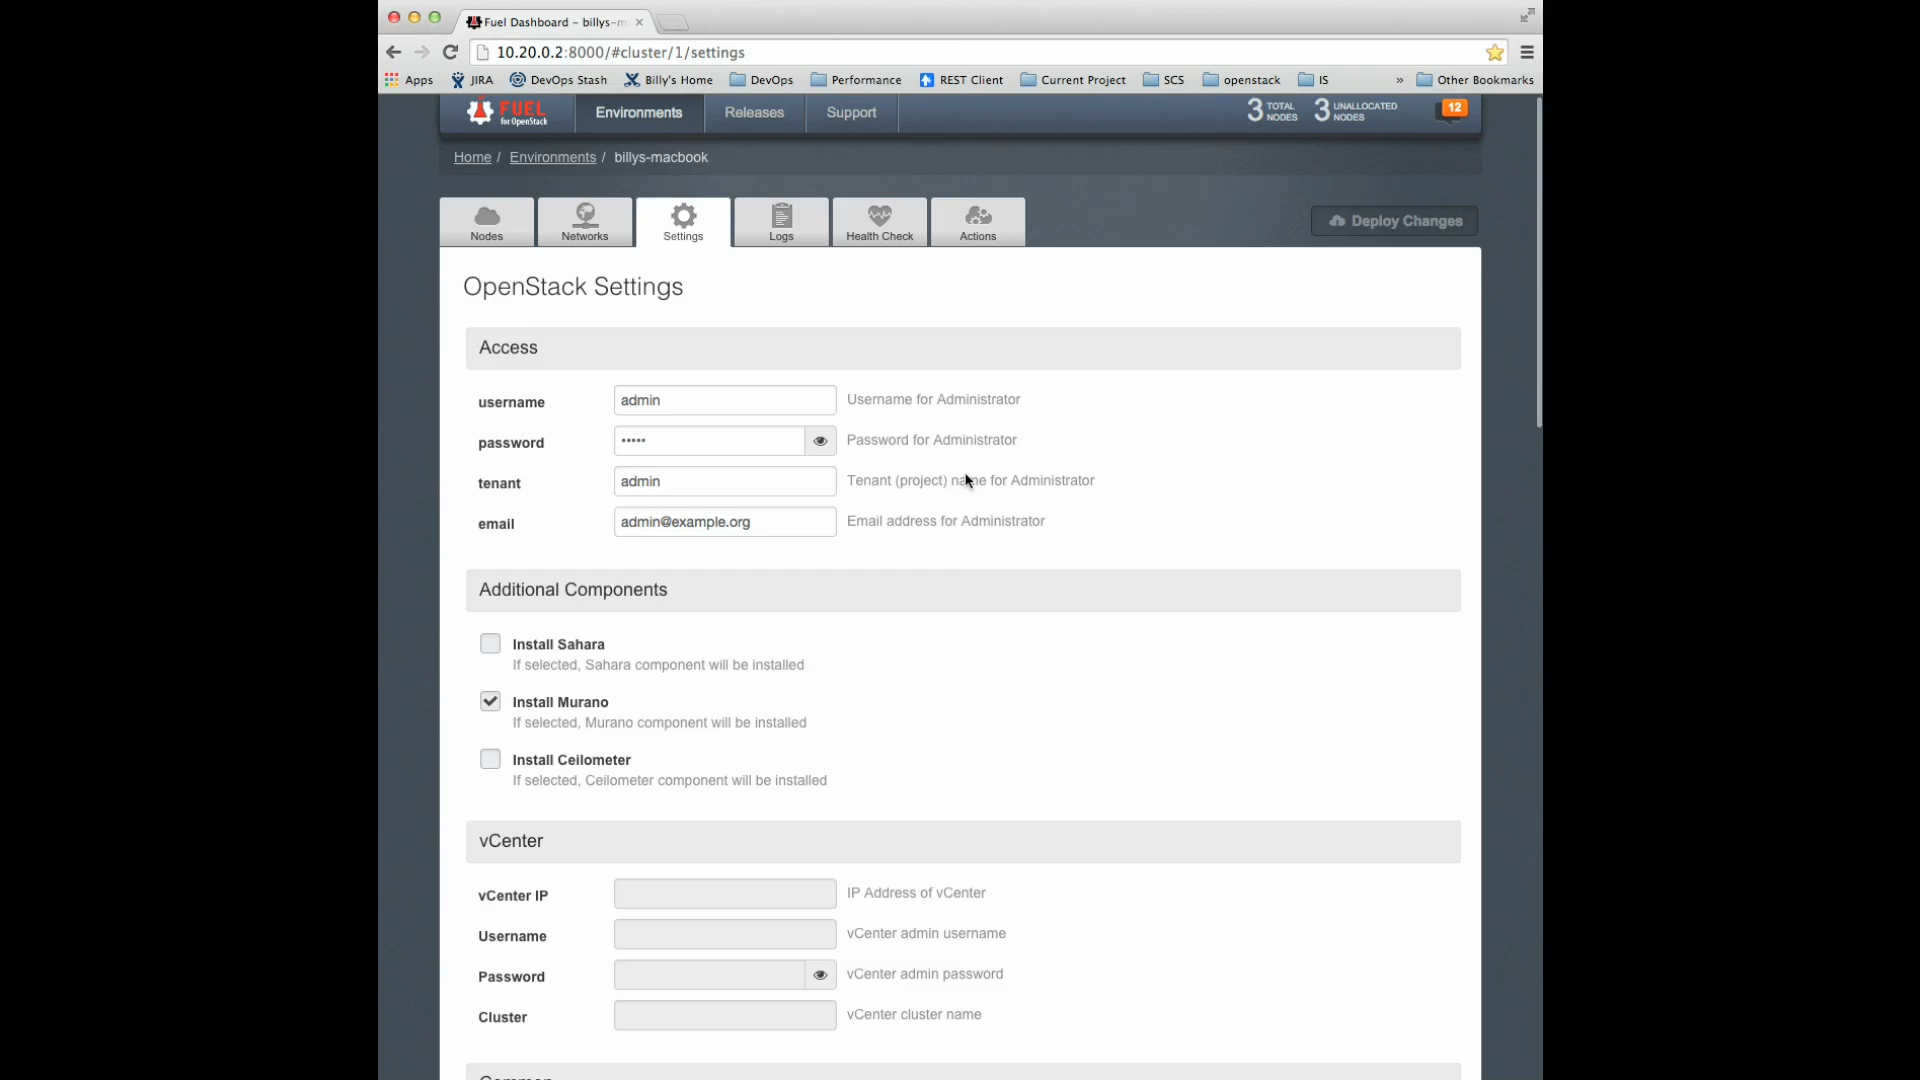 Fuel Dashboard - billys-m
10.20.0.2:8000/#cluster/1/settings
Apps JIRA DevOps Stash Billy's Home DevOps Performance REST Client Current Project SCS openstack IS » Other Bookmarks
FUEL
for OpenStack
Environments Releases Support
3 TOTAL NODES 3 UNALLOCATED NODES 12
Home / Environments / billys-macbook
Nodes Networks Settings Logs Health Check Actions
Deploy Changes
OpenStack Settings
Access
username admin Username for Administrator
password ••••• Password for Administrator
tenant admin Tenant (project) name for Administrator
email admin@example.org Email address for Administrator
Additional Components
Install Sahara
If selected, Sahara component will be installed
Install Murano
If selected, Murano component will be installed
Install Ceilometer
If selected, Ceilometer component will be installed
vCenter
vCenter IP IP Address of vCenter
Username vCenter admin username
Password vCenter admin password
Cluster vCenter cluster name